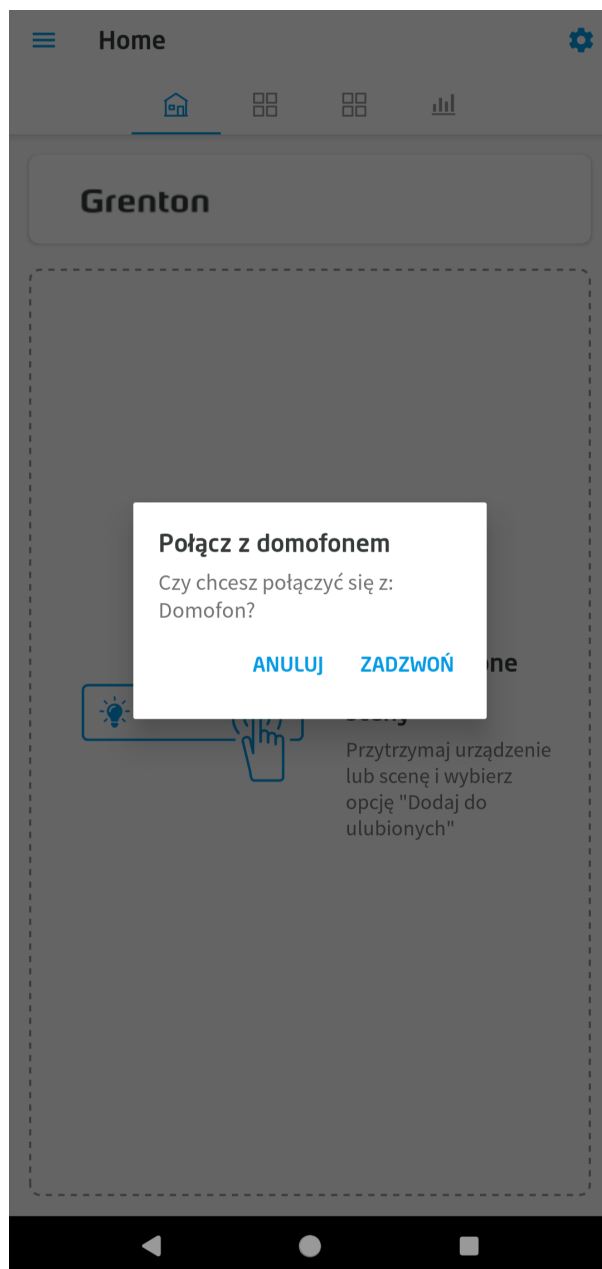 Home
Grenton
Połącz z domofonem
Czy chcesz połączyć się z:
Domofon?
ANULUJ ZADZWOŃ
Przytrzymaj urządzenie
lub scenę i wybierz
opcję "Dodaj do
ulubionych"